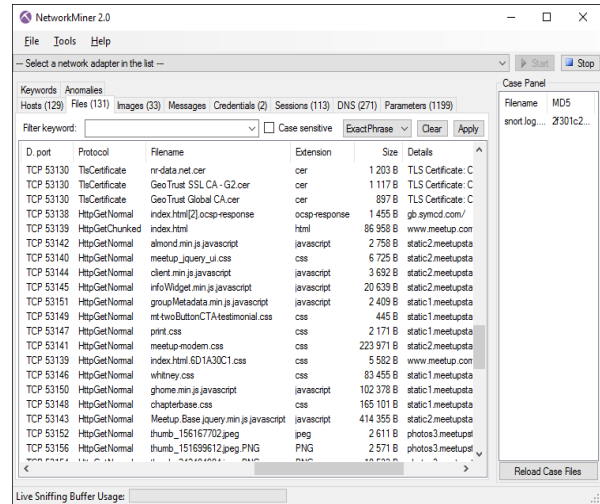 NetworkMiner 2.0
File Tools Help
--- Select a network adapter in the list ---
Start Stop
Keywords Anomalies
Hosts (129) Files (131) Images (33) Messages Credentials (2) Sessions (113) DNS (271) Parameters (1199)
Filter keyword: Case sensitive ExactPhrase Clear Apply
D. port Protocol Filename Extension Size Details
TCP 53130 TlsCertificate nr-data.net.cer cer 1 203 B TLS Certificate: C
TCP 53130 TlsCertificate GeoTrust SSL CA - G2.cer cer 1 117 B TLS Certificate: C
TCP 53130 TlsCertificate GeoTrust Global CA.cer cer 897 B TLS Certificate: C
TCP 53138 HttpGetNormal index.html[2].ocsp-response ocsp-response 1 455 B gb.symcd.com/
TCP 53139 HttpGetChunked index.html html 86 958 B www.meetup.com
TCP 53142 HttpGetNormal almond.min.js.javascript javascript 2 758 B static2.meetupsta
TCP 53140 HttpGetNormal meetup_jquery_ui.css css 6 725 B static2.meetupsta
TCP 53144 HttpGetNormal client.min.js.javascript javascript 3 692 B static2.meetupsta
TCP 53145 HttpGetNormal infoWidget.min.js.javascript javascript 20 639 B static2.meetupsta
TCP 53151 HttpGetNormal groupMetadata.min.js.javascript javascript 2 409 B static1.meetupsta
TCP 53149 HttpGetNormal mt-twoButtonCTA-testimonial.css css 445 B static1.meetupsta
TCP 53147 HttpGetNormal print.css css 2 171 B static1.meetupsta
TCP 53141 HttpGetNormal meetup-modern.css css 223 971 B static2.meetupsta
TCP 53139 HttpGetNormal index.html.6D1A30C1.css css 5 582 B www.meetup.com
TCP 53146 HttpGetNormal whitney.css css 83 455 B static1.meetupsta
TCP 53150 HttpGetNormal ghome.min.js.javascript javascript 102 378 B static1.meetupsta
TCP 53148 HttpGetNormal chapterbase.css css 165 101 B static1.meetupsta
TCP 53143 HttpGetNormal Meetup.Base.jquery.min.js.javascript javascript 414 355 B static2.meetupsta
TCP 53152 HttpGetNormal thumb_156167702.jpeg jpeg 2 611 B photos3.meetupst
TCP 53156 HttpGetNormal thumb_151699612.jpeg.PNG PNG 2 571 B photos4.meetupst
Case Panel
Filename MD5
snort.log.... 2f301c2...
Reload Case Files
Live Sniffing Buffer Usage: